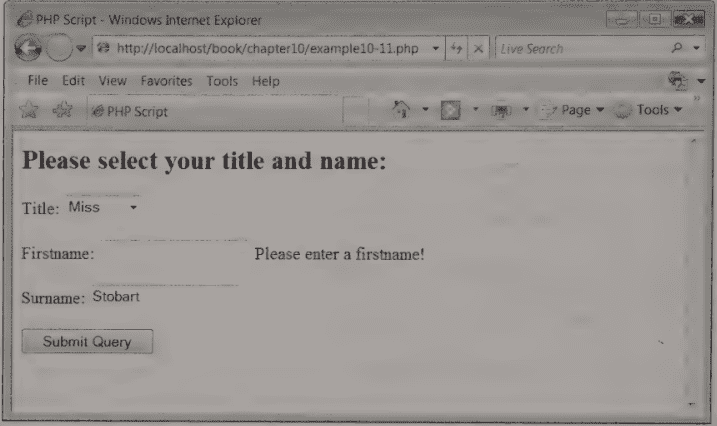 PHP Script - Windows Internet Explorer
http://localhost/book/chapter10/example10-11.php Live Search
File Edit View Favorites Tools Help
PHP Script Page Tools
Please select your title and name:
Title: Miss
Firstname: Please enter a firstname!
Surname: Stobart
Submit Query